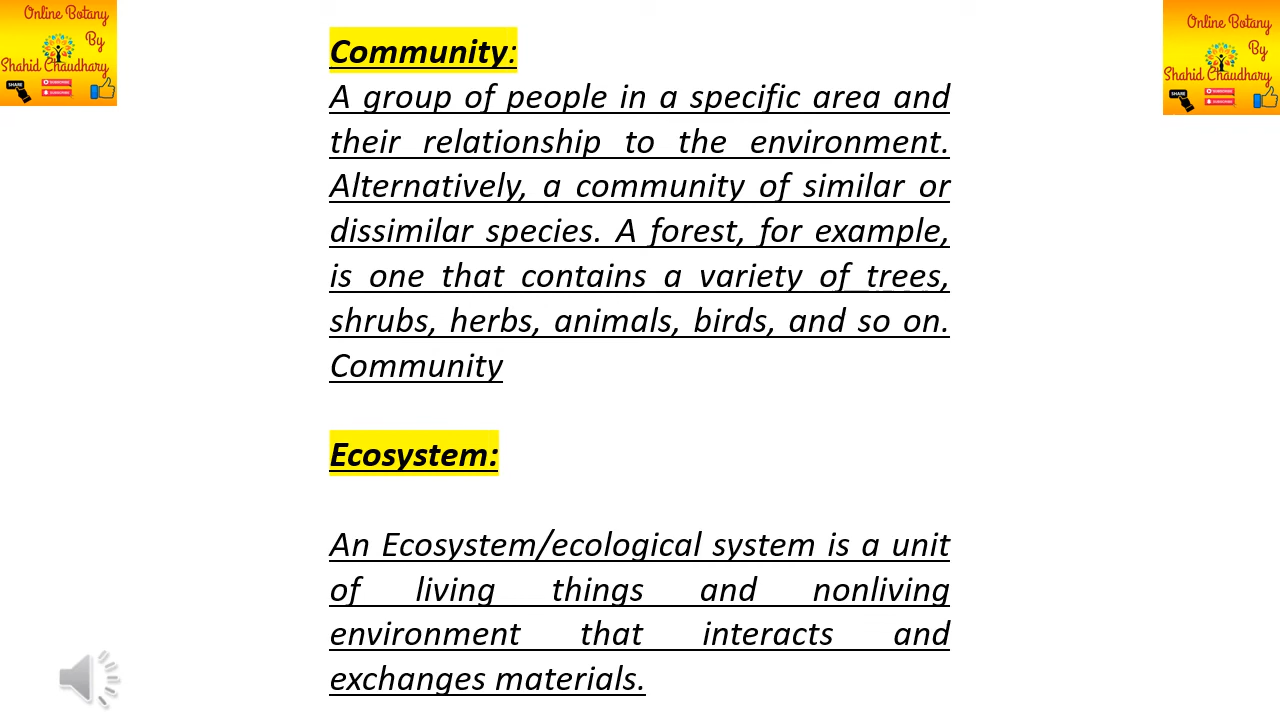 Online Botany
By
Shahid Chaudhary
SHARE
SUBSCRIBE
Online Botany
By
Shahid Chaudhary
SHARE
Community:
A group of people in a specific area and
their relationship to the environment.
Alternatively, a community of similar or
dissimilar species. A forest, for example,
is one that contains a variety of trees,
shrubs, herbs, animals, birds, and so on.
Community
Ecosystem:
An Ecosystem/ecological system is a unit
of living things and nonliving
environment that interacts and
exchanges materials.